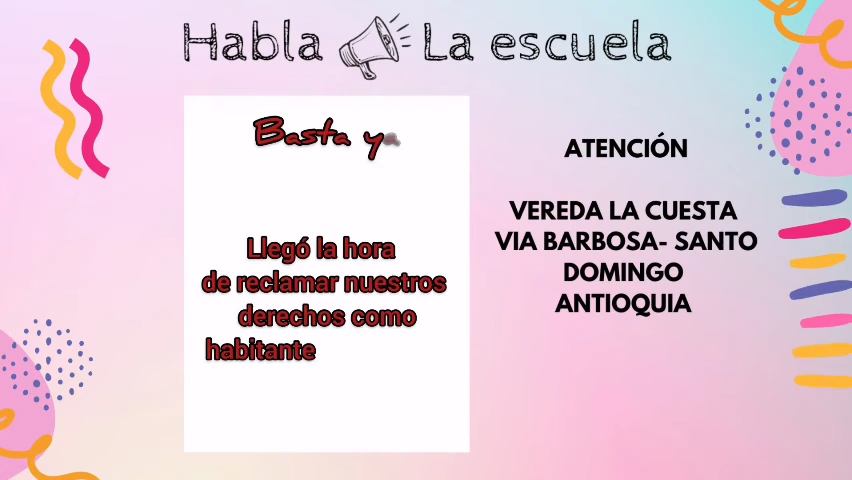 Habla La escuela
Basta ya
Llegó la hora
de reclamar nuestros
derechos como
habitante
ATENCIÓN
VEREDA LA CUESTA
VIA BARBOSA- SANTO
DOMINGO
ANTIOQUIA